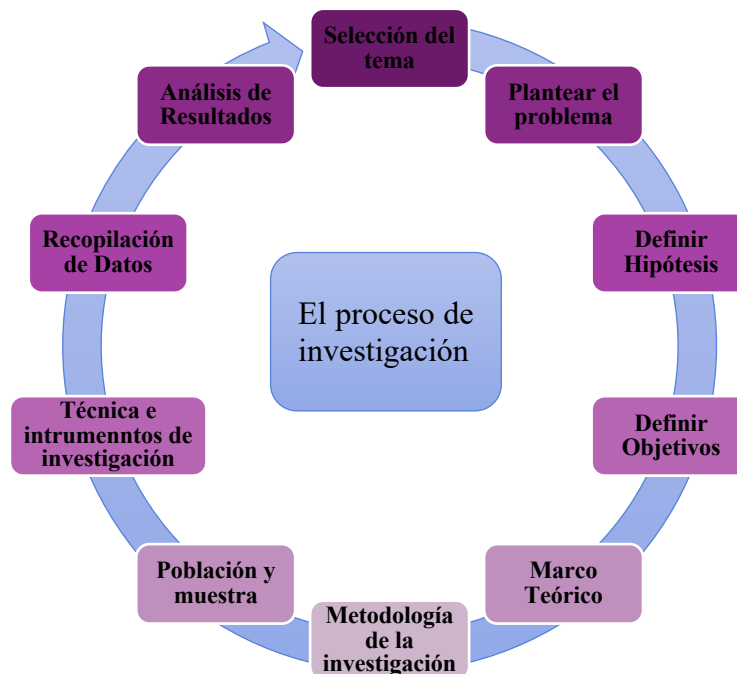 Selección del
tema
Plantear el
problema
Definir
Hipótesis
Definir
Objetivos
Marco
Teórico
Metodología
de la
investigación
Población y
muestra
Técnica e
intrumenntos de
investigación
Recopilación
de Datos
Análisis de
Resultados
El proceso de
investigación